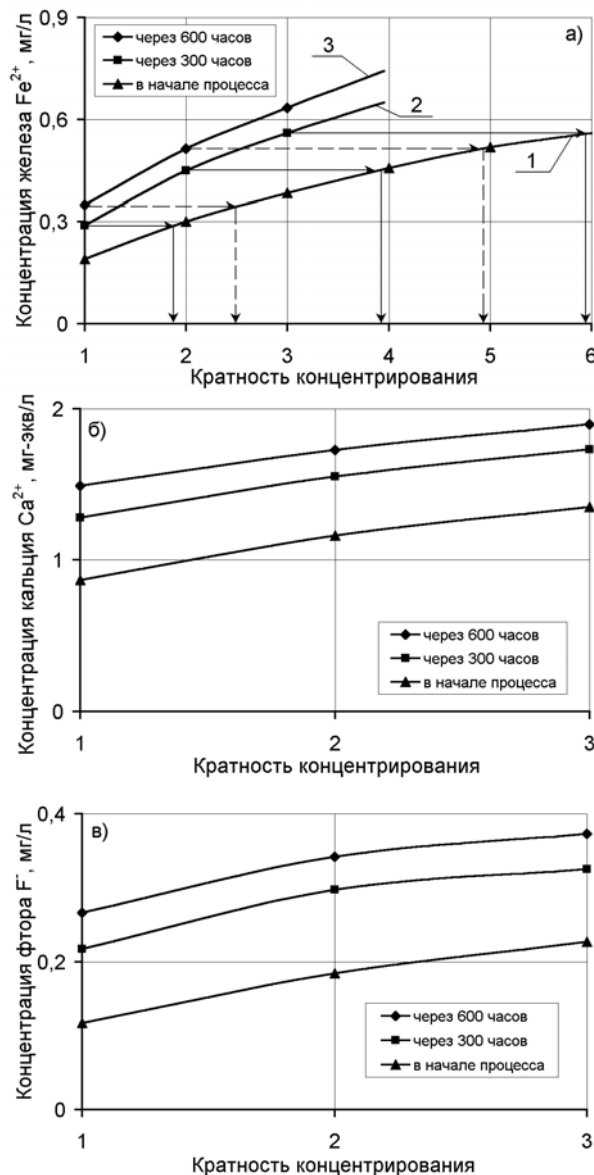 Концентрация железа Fe²⁺, мг/л
0,9
0,6
0,3
0
через 600 часов
через 300 часов
в начале процесса
а)
3
2
1
1 2 3 4 5 6
Кратность концентрирования
Концентрация кальция Ca²⁺, мг-экв/л
2
1
0
б)
через 600 часов
через 300 часов
в начале процесса
1 2 3
Кратность концентрирования
Концентрация фтора F⁻, мг/л
0,4
0,2
0
в)
через 600 часов
через 300 часов
в начале процесса
1 2 3
Кратность концентрирования